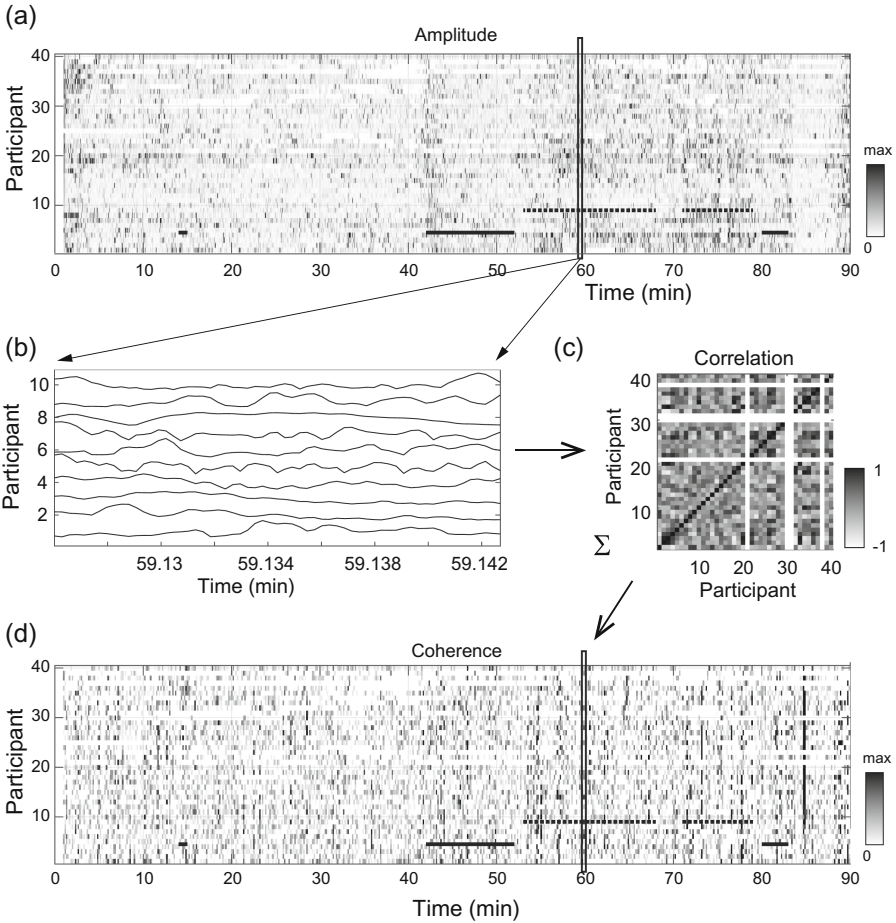 (a)
Amplitude
Participant
40
30
20
10
0 10 20 30 40 50 60 70 80 90
Time (min)
max
0
(b)
Participant
10
8
6
4
2
59.13 59.134 59.138 59.142
Time (min)
(c)
Correlation
Participant
40
30
20
10
10 20 30 40
Participant
1
-1
Σ
(d)
Coherence
Participant
40
30
20
10
0 10 20 30 40 50 60 70 80 90
Time (min)
max
0